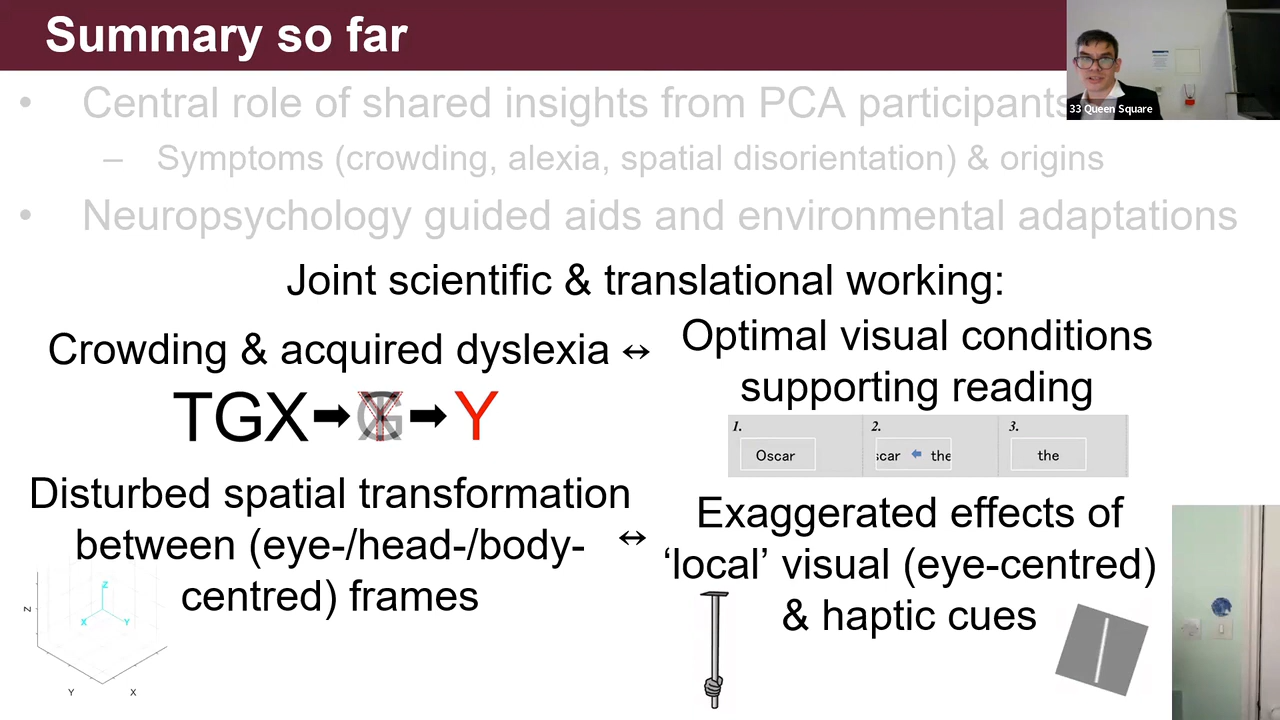 Summary so far
33 Queen Square
• Central role of shared insights from PCA participants
– Symptoms (crowding, alexia, spatial disorientation) & origins
• Neuropsychology guided aids and environmental adaptations
Joint scientific & translational working:
Crowding & acquired dyslexia ↔
TGX➡ G Y ➡ Y
Optimal visual conditions
supporting reading
1. 2. 3.
Oscar scar the the
Disturbed spatial transformation
between (eye-/head-/body-
centred) frames
↔
Exaggerated effects of
‘local’ visual (eye-centred)
& haptic cues
Z
Z
X Y
Y X